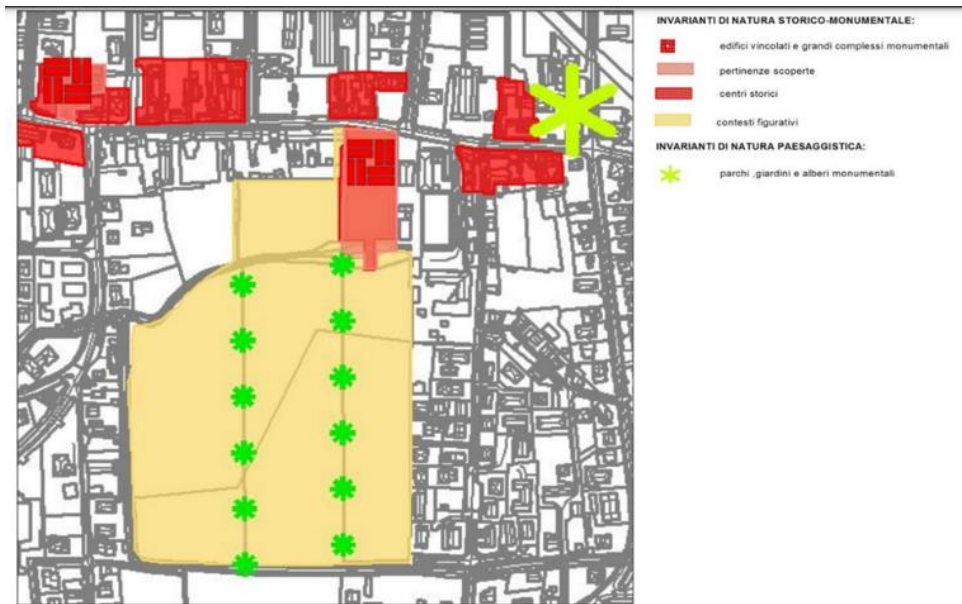 INVARIANTI DI NATURA STORICO-MONUMENTALE:
edifici vincolati e grandi complessi monumentali
pertinenze scoperte
centri storici
contesti figurativi
INVARIANTI DI NATURA PAESAGGISTICA:
parchi ,giardini e alberi monumentali